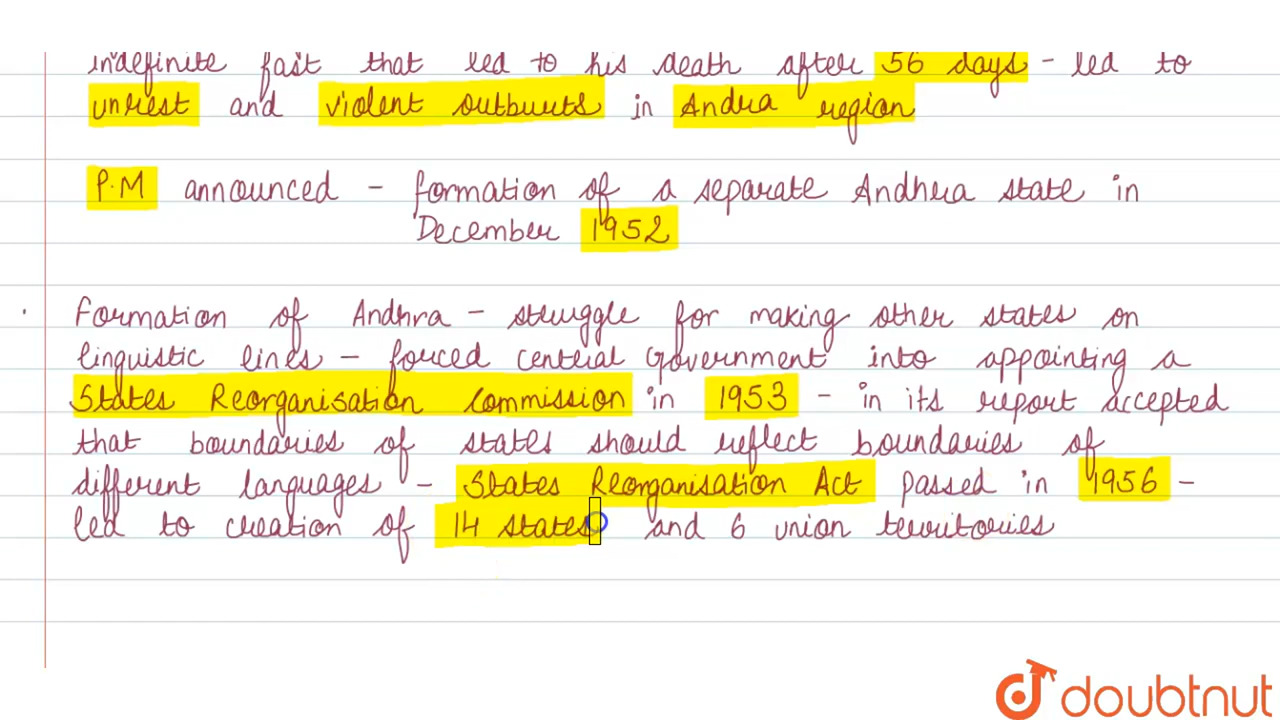 indefinite fast that led to his death after 56 days - led to
unrest and violent outbursts in Andra region
P.M announced - formation of a separate Andhra state in
December 1952
Formation of Andhra - struggle for making other states on
linguistic lines - forced central Government into appointing a
States Reorganisation Commission in 1953 - in its report accepted
that boundaries of states should reflect boundaries of
different languages - States Reorganisation Act passed in 1956 -
led to creation of 14 states and 6 union territories
doubtnut